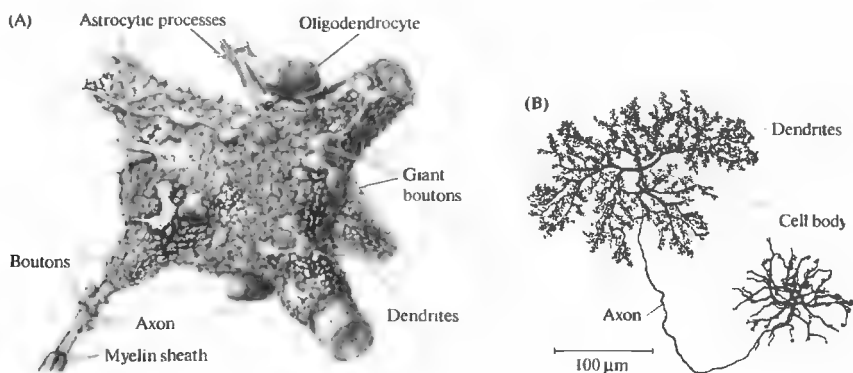 (A)
Astrocytic processes
Oligodendrocyte
Giant
boutons
Boutons
Axon
Dendrites
Myelin sheath
(B)
Dendrites
Cell body
Axon
100 μm